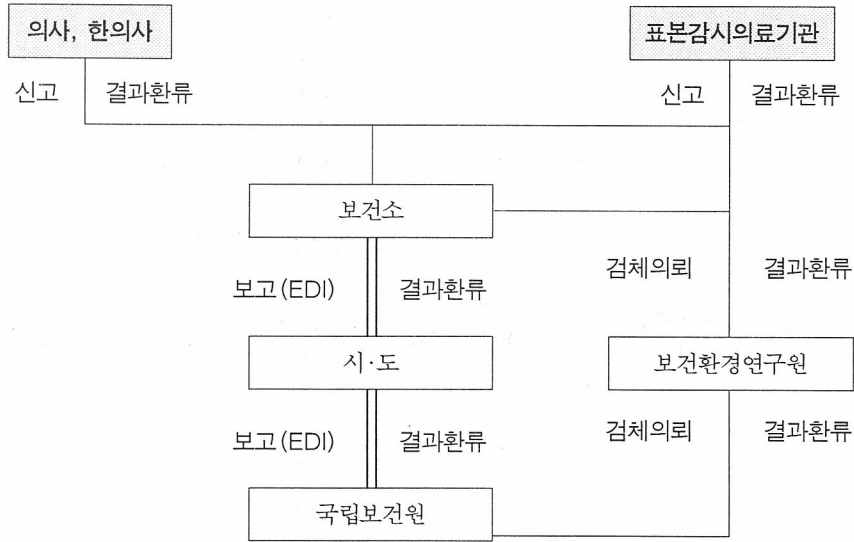 의사, 한의사 표본감시의료기관
신고 결과환류 신고 결과환류
보건소
검체의뢰 결과환류
보고(EDI) 결과환류
시·도 보건환경연구원
보고(EDI) 결과환류 검체의뢰 결과환류
국립보건원